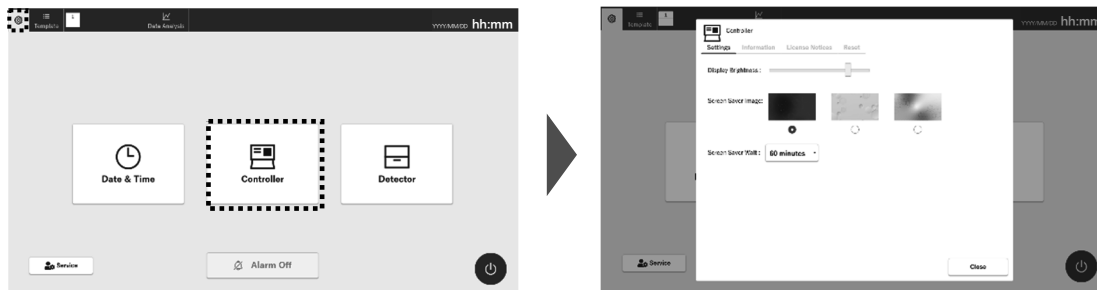 Template
1
Data Analysis
YYYY/MM/DD hh:mm
Date & Time
Controller
Detector
Service
Alarm Off
Template
1
YYYY/MM/DD hh:mm
Controller
Settings Information License Notices Reset
Display Brightness :
Screen Saver Image:
Screen Saver Wait :
60 minutes
Service
Close